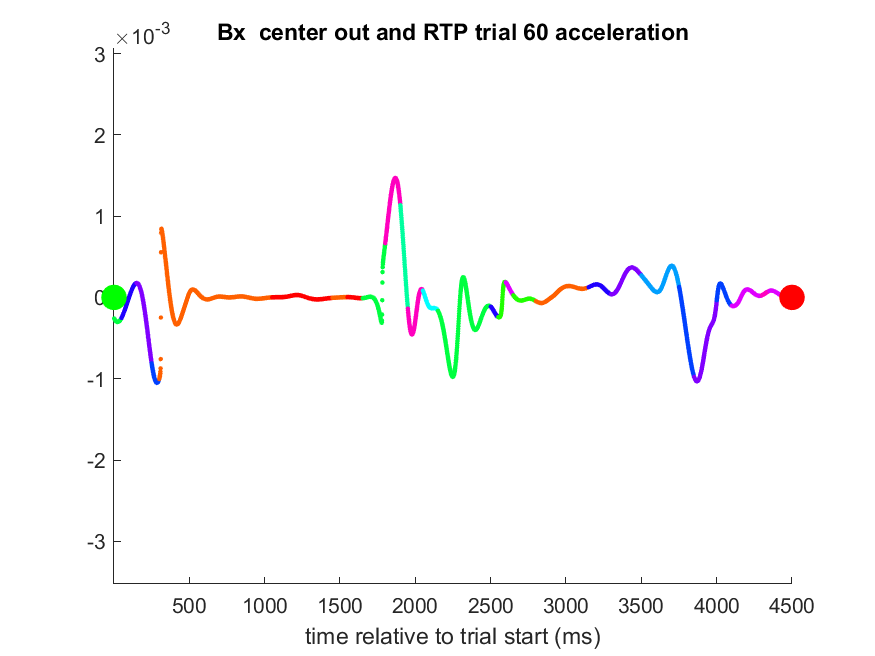 Bx  center out and RTP trial 60 acceleration
×10-3
3
2
1
0
-1
-2
-3
500 1000 1500 2000 2500 3000 3500 4000 4500
time relative to trial start (ms)